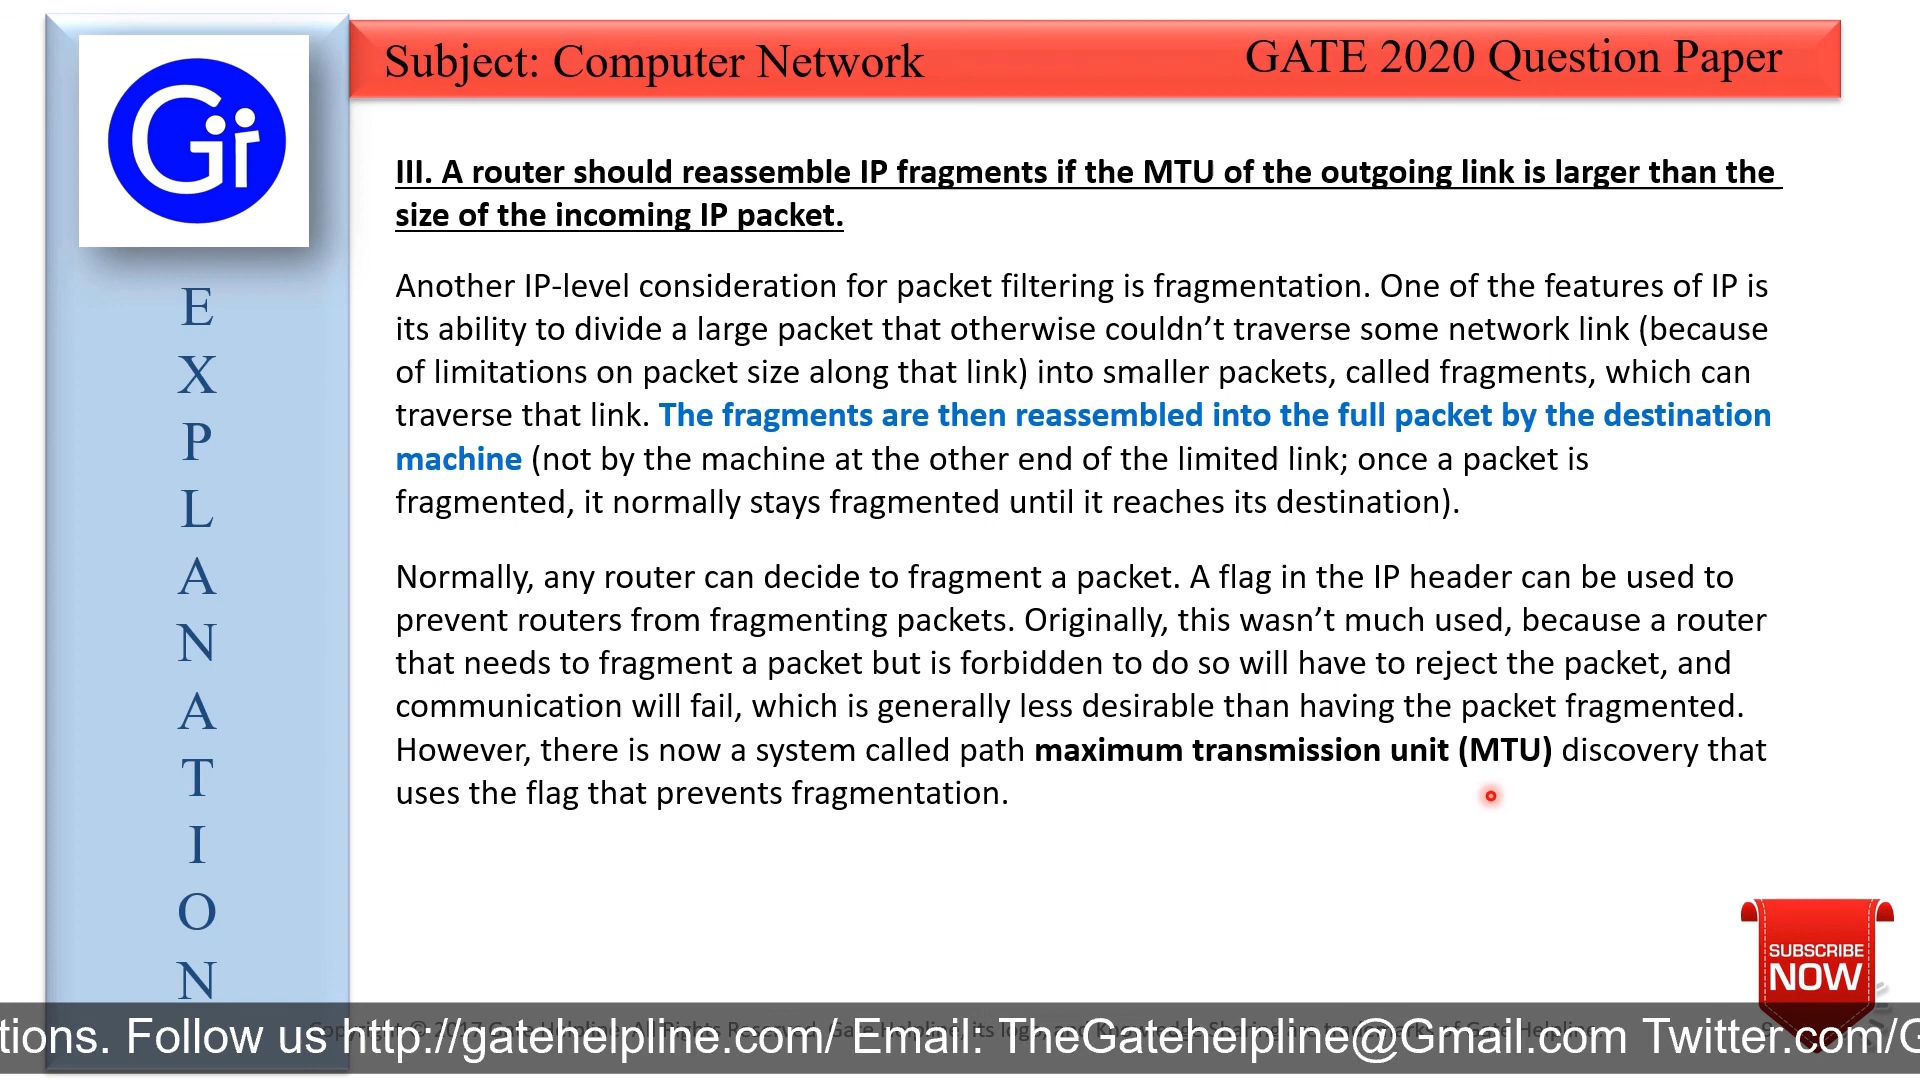 Gi
Subject: Computer Network
GATE 2020 Question Paper
E
X
P
L
A
N
A
T
I
O
N
III. A router should reassemble IP fragments if the MTU of the outgoing link is larger than the
size of the incoming IP packet.
Another IP-level consideration for packet filtering is fragmentation. One of the features of IP is
its ability to divide a large packet that otherwise couldn’t traverse some network link (because
of limitations on packet size along that link) into smaller packets, called fragments, which can
traverse that link. The fragments are then reassembled into the full packet by the destination
machine (not by the machine at the other end of the limited link; once a packet is
fragmented, it normally stays fragmented until it reaches its destination).
Normally, any router can decide to fragment a packet. A flag in the IP header can be used to
prevent routers from fragmenting packets. Originally, this wasn’t much used, because a router
that needs to fragment a packet but is forbidden to do so will have to reject the packet, and
communication will fail, which is generally less desirable than having the packet fragmented.
However, there is now a system called path maximum transmission unit (MTU) discovery that
uses the flag that prevents fragmentation.
SUBSCRIBE
NOW
tions. Follow us http://gatehelpline.com/ Email: TheGatehelpline@Gmail.com Twitter.com/G